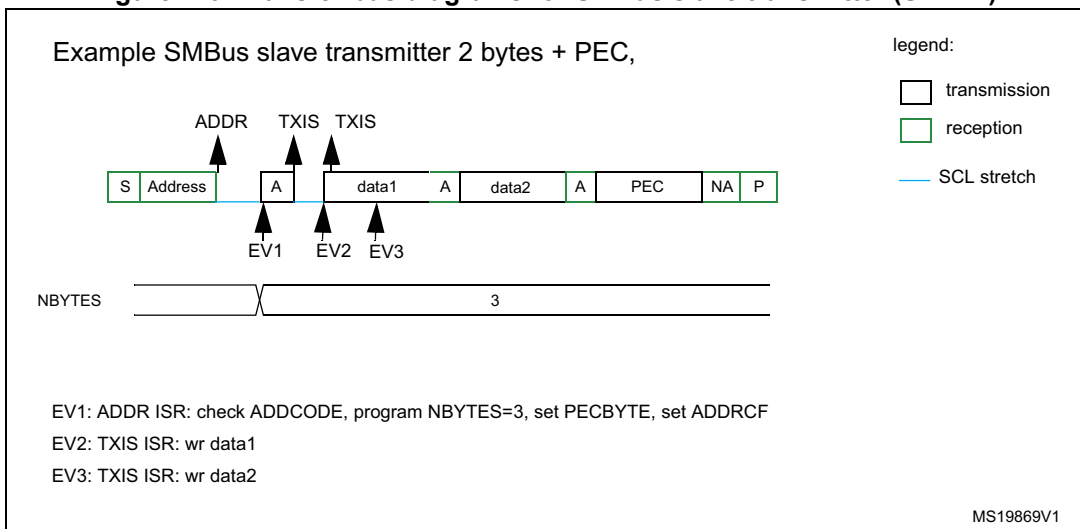 Example SMBus slave transmitter 2 bytes + PEC,
legend:
transmission
reception
SCL stretch
ADDR TXIS TXIS
S Address A data1 A data2 A PEC NA P
EV1 EV2 EV3
NBYTES 3
EV1: ADDR ISR: check ADDCODE, program NBYTES=3, set PECBYTE, set ADDRCF
EV2: TXIS ISR: wr data1
EV3: TXIS ISR: wr data2
MS19869V1